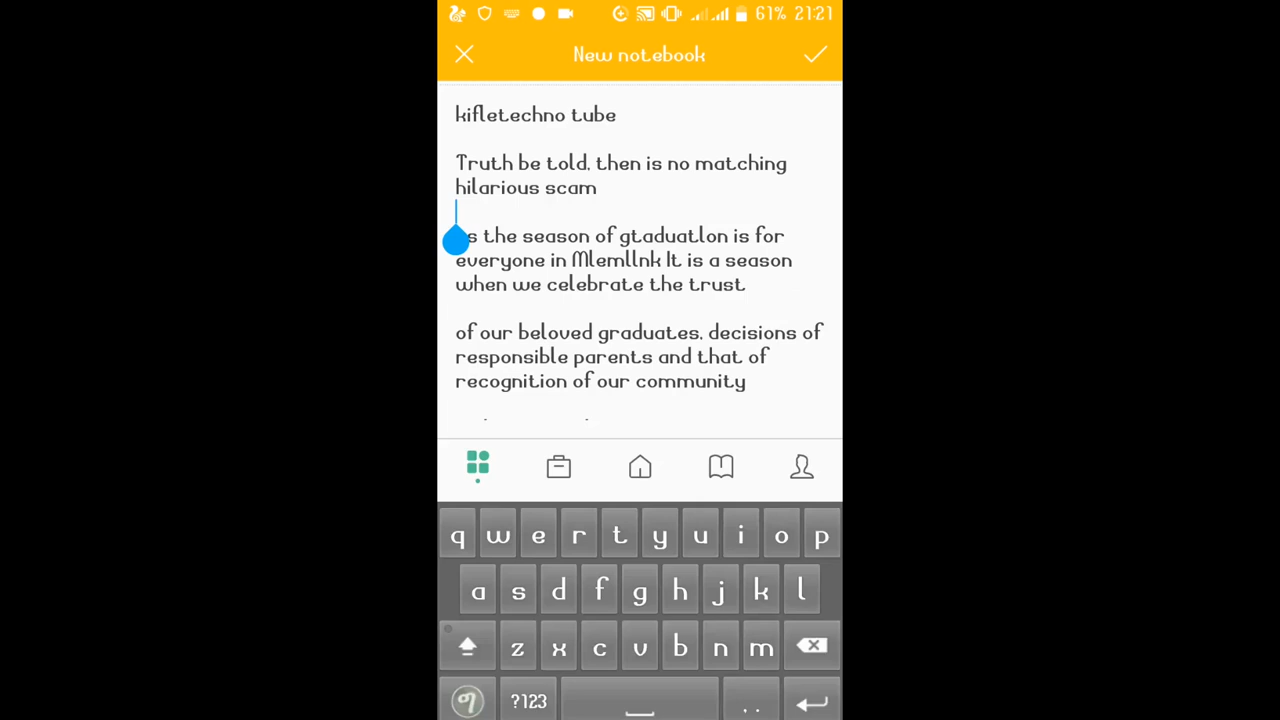 61% 21:21
New notebook
kifletechno tube
Truth be told, then is no matching
hilarious scam
s the season of gtaduatlon is for
everyone in Mlemllnk It is a season
when we celebrate the trust
of our beloved graduates, decisions of
responsible parents and that of
recognition of our community
q w e r t y u i o p
a s d f g h j k l
z x c v b n m
ማ ?123 , .